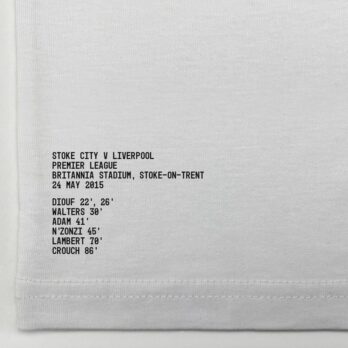 STOKE CITY V LIVERPOOL
PREMIER LEAGUE
BRITANNIA STADIUM, STOKE-ON-TRENT
24 MAY 2015
DIOUF 22', 26'
WALTERS 30'
ADAM 41'
N'ZONZI 45'
LAMBERT 70'
CROUCH 86'